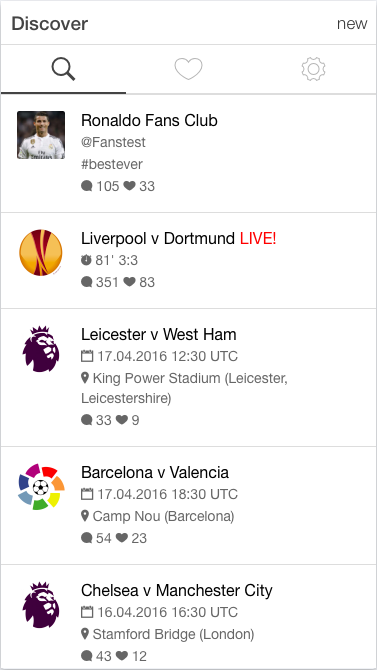 Discover new
Ronaldo Fans Club
@Fanstest
#bestever
105 33
Liverpool v Dortmund LIVE!
81' 3:3
351 83
Leicester v West Ham
17.04.2016 12:30 UTC
King Power Stadium (Leicester,
Leicestershire)
33 9
Barcelona v Valencia
17.04.2016 18:30 UTC
Camp Nou (Barcelona)
54 23
Chelsea v Manchester City
16.04.2016 16:30 UTC
Stamford Bridge (London)
43 12